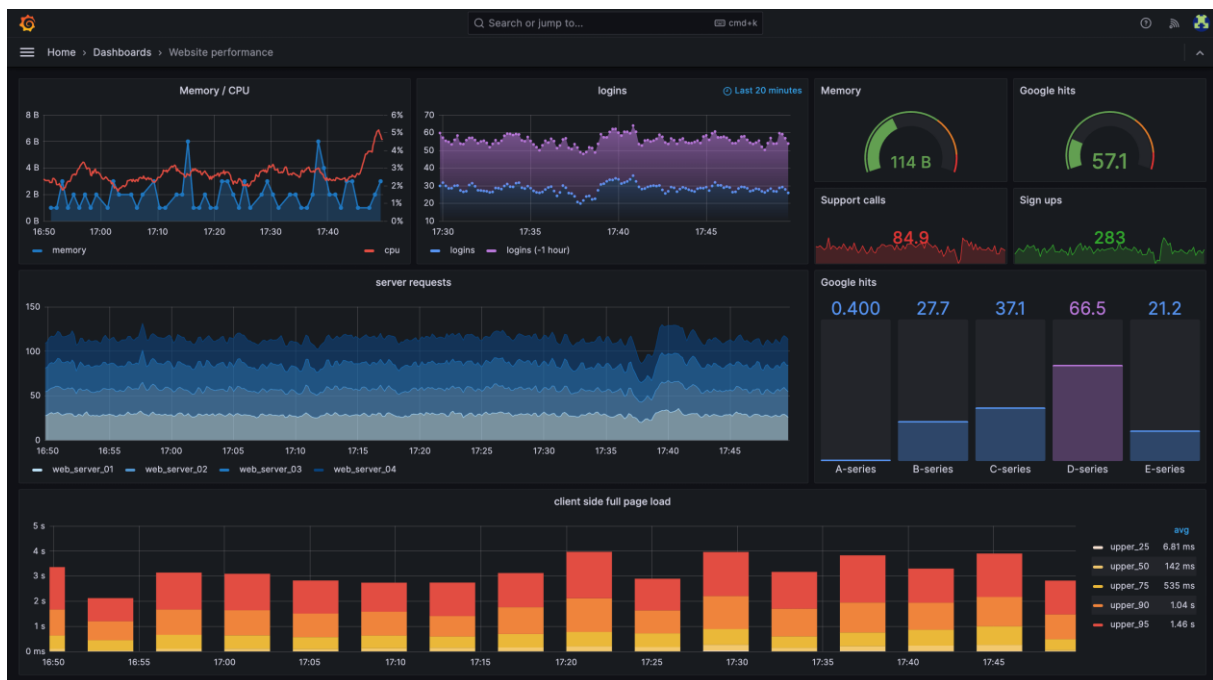 Search or jump to... cmd+k
Home › Dashboards › Website performance
Memory / CPU
8 B
6 B
4 B
2 B
0 B
6%
5%
4%
3%
2%
1%
0%
16:50 17:00 17:10 17:20 17:30 17:40
memory cpu
logins
Last 20 minutes
70
60
50
40
30
20
10
17:30 17:35 17:40 17:45
logins logins (-1 hour)
Memory
114 B
Google hits
57.1
Support calls
84.9
Sign ups
283
server requests
150
100
50
0
16:50 16:55 17:00 17:05 17:10 17:15 17:20 17:25 17:30 17:35 17:40 17:45
web_server_01 web_server_02 web_server_03 web_server_04
Google hits
0.400 27.7 37.1 66.5 21.2
A-series B-series C-series D-series E-series
client side full page load
5 s
4 s
3 s
2 s
1 s
0 ms
16:50 16:55 17:00 17:05 17:10 17:15 17:20 17:25 17:30 17:35 17:40 17:45
avg
upper_25 6.81 ms
upper_50 142 ms
upper_75 535 ms
upper_90 1.04 s
upper_95 1.46 s